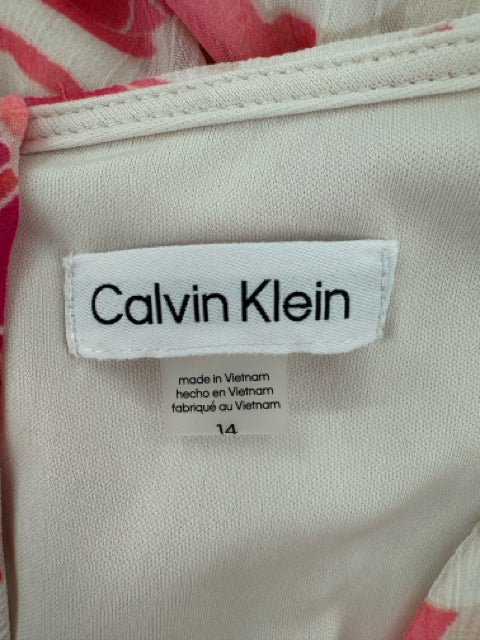 Calvin Klein
made in Vietnam
hecho en Vietnam
fabriqué au Vietnam
14